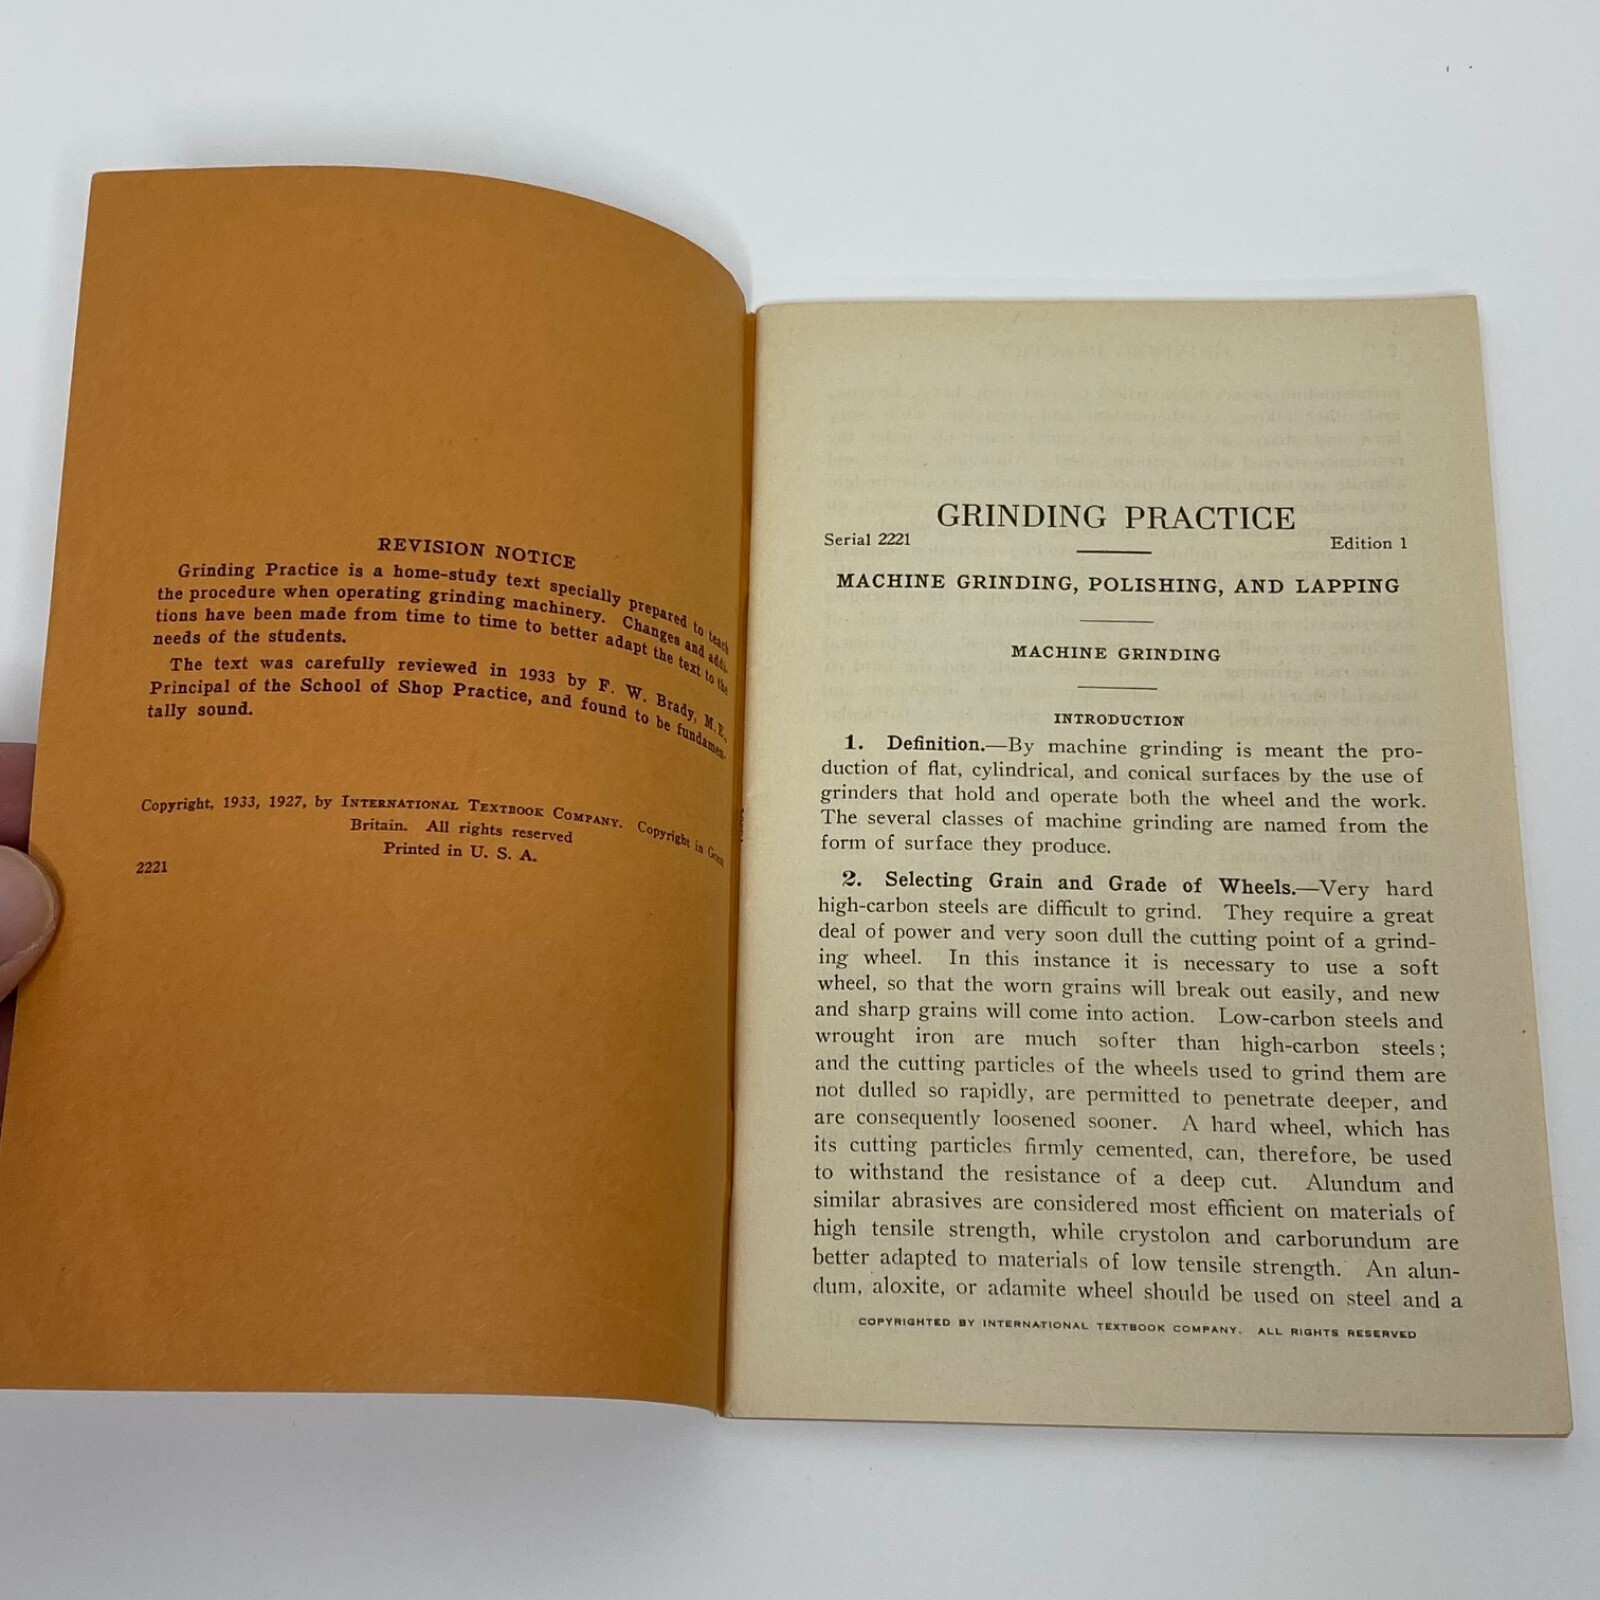 REVISION NOTICE
Grinding Practice is a home-study text specially prepared to teach
the procedure when operating grinding machinery. Changes and addi-
tions have been made from time to time to better adapt the text to the
needs of the students.
The text was carefully reviewed in 1933 by F. W. Brady, M.E.,
Principal of the School of Shop Practice, and found to be fundamen-
tally sound.
Copyright, 1933, 1927, by INTERNATIONAL TEXTBOOK COMPANY. Copyright in Great
Britain. All rights reserved
Printed in U. S. A.
2221
GRINDING PRACTICE
Serial 2221 Edition 1
MACHINE GRINDING, POLISHING, AND LAPPING
MACHINE GRINDING
INTRODUCTION
1. Definition.—By machine grinding is meant the pro-
duction of flat, cylindrical, and conical surfaces by the use of
grinders that hold and operate both the wheel and the work.
The several classes of machine grinding are named from the
form of surface they produce.
2. Selecting Grain and Grade of Wheels.—Very hard
high-carbon steels are difficult to grind. They require a great
deal of power and very soon dull the cutting point of a grind-
ing wheel. In this instance it is necessary to use a soft
wheel, so that the worn grains will break out easily, and new
and sharp grains will come into action. Low-carbon steels and
wrought iron are much softer than high-carbon steels;
and the cutting particles of the wheels used to grind them are
not dulled so rapidly, are permitted to penetrate deeper, and
are consequently loosened sooner. A hard wheel, which has
its cutting particles firmly cemented, can, therefore, be used
to withstand the resistance of a deep cut. Alundum and
similar abrasives are considered most efficient on materials of
high tensile strength, while crystolon and carborundum are
better adapted to materials of low tensile strength. An alun-
dum, aloxite, or adamite wheel should be used on steel and a
COPYRIGHTED BY INTERNATIONAL TEXTBOOK COMPANY. ALL RIGHTS RESERVED